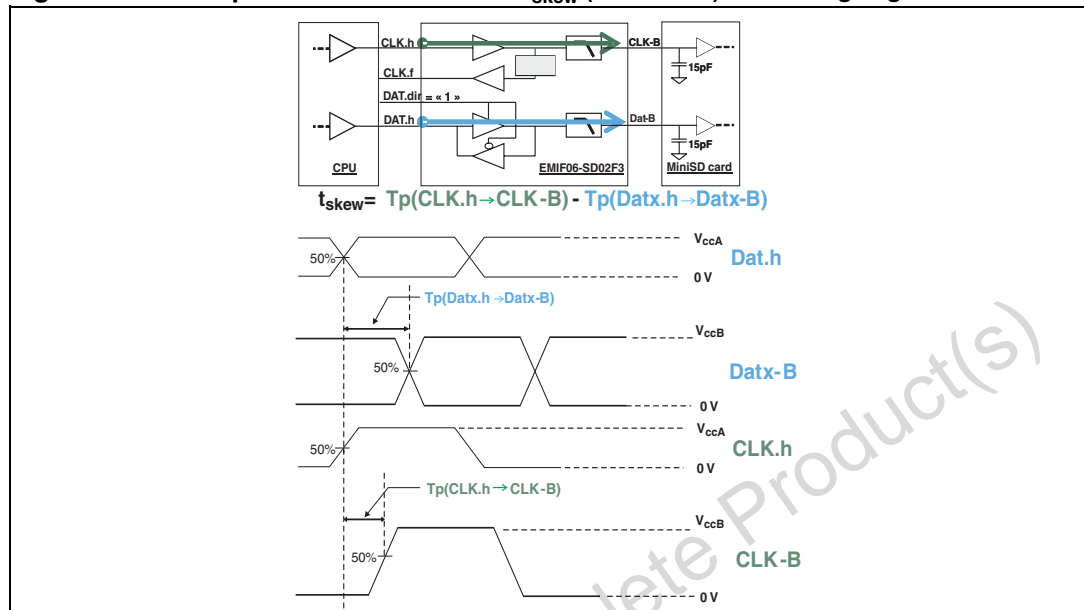 CLK.h
CLK-B
15pF
CLK.f
DAT.dir = « 1 »
DAT.h
Dat-B
15pF
CPU
EMIF06-SD02F3
MiniSD card
tskew= Tp(CLK.h→CLK-B) - Tp(Datx.h→Datx-B)
VccA
50%
Dat.h
0 V
Tp(Datx.h →Datx-B)
VccB
50%
Datx-B
0 V
VccA
50%
CLK.h
0 V
Tp(CLK.h → CLK-B)
VccB
50%
CLK-B
0 V
lete Product(s)